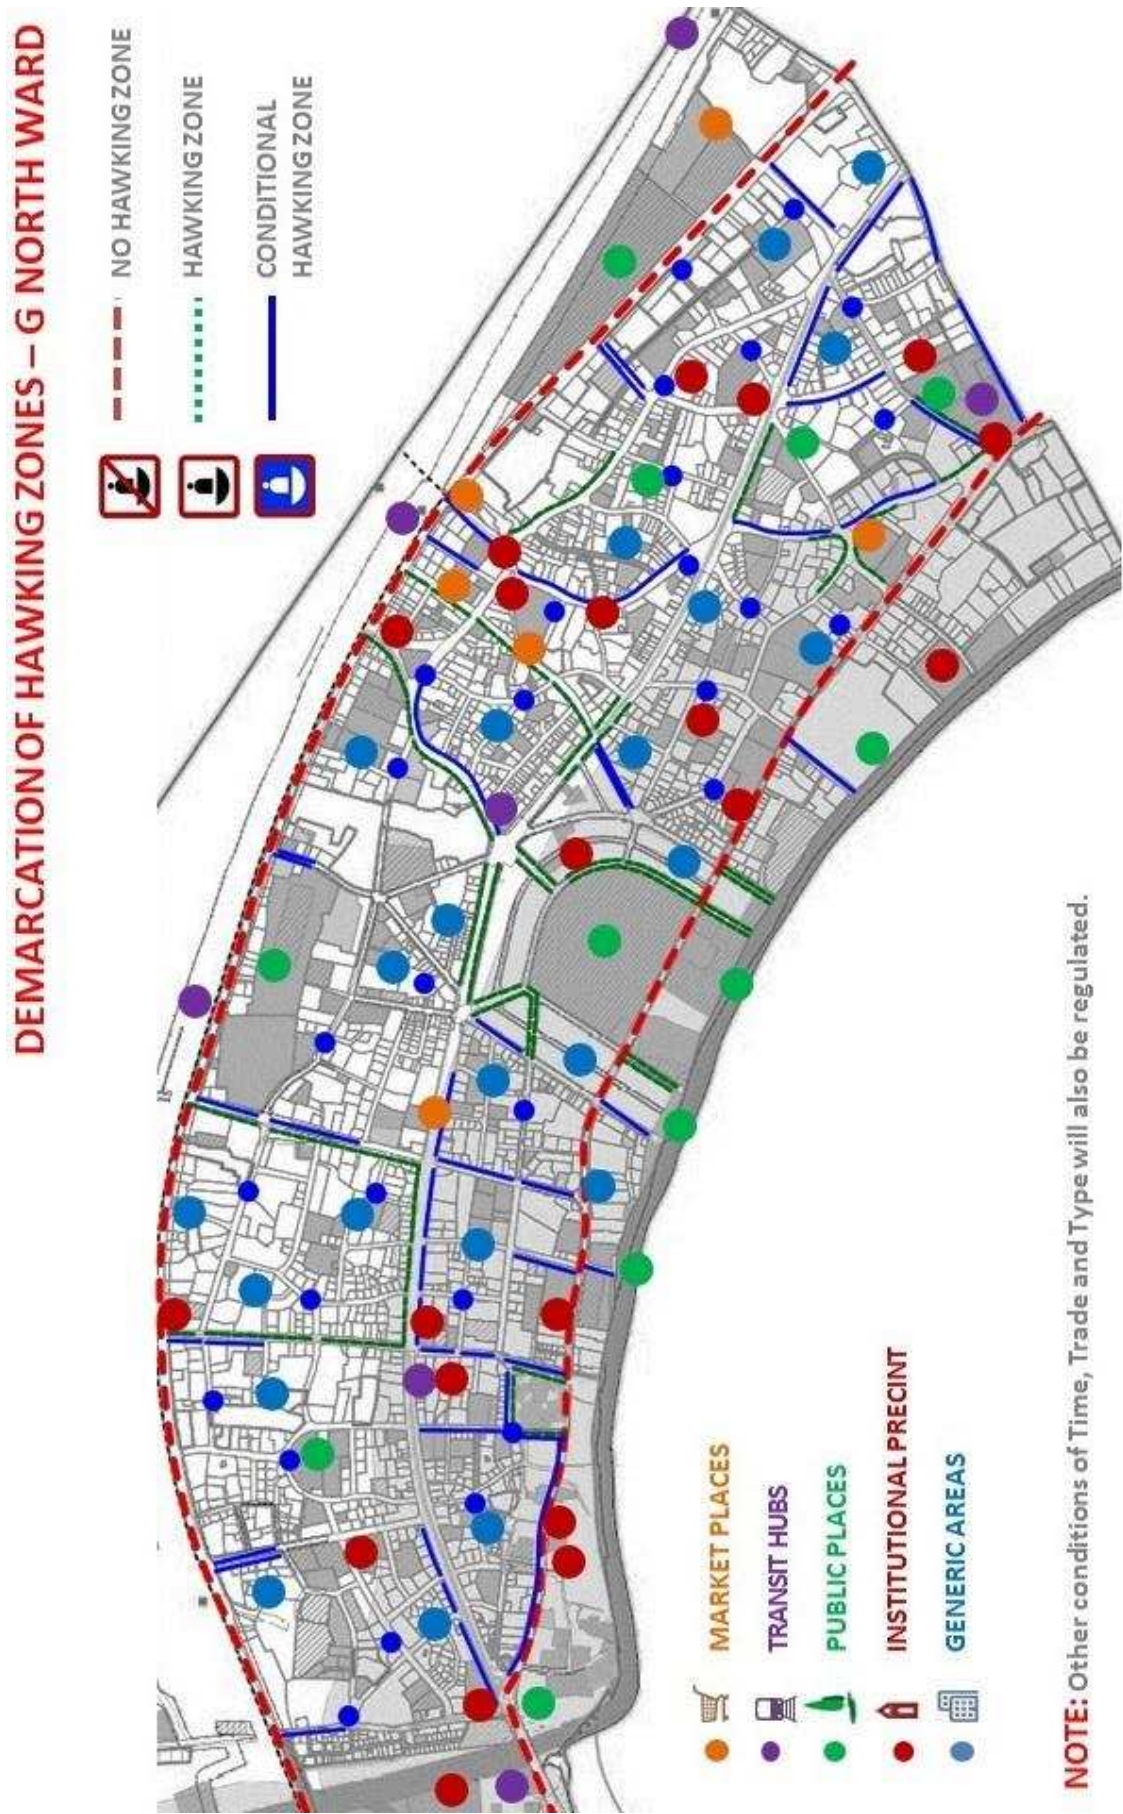 DEMARCATION OF HAWKING ZONES – G NORTH WARD
NO HAWKING ZONE
HAWKING ZONE
CONDITIONAL
HAWKING ZONE
MARKET PLACES
TRANSIT HUBS
PUBLIC PLACES
INSTITUTIONAL PRECINT
GENERIC AREAS
NOTE: Other conditions of Time, Trade and Type will also be regulated.